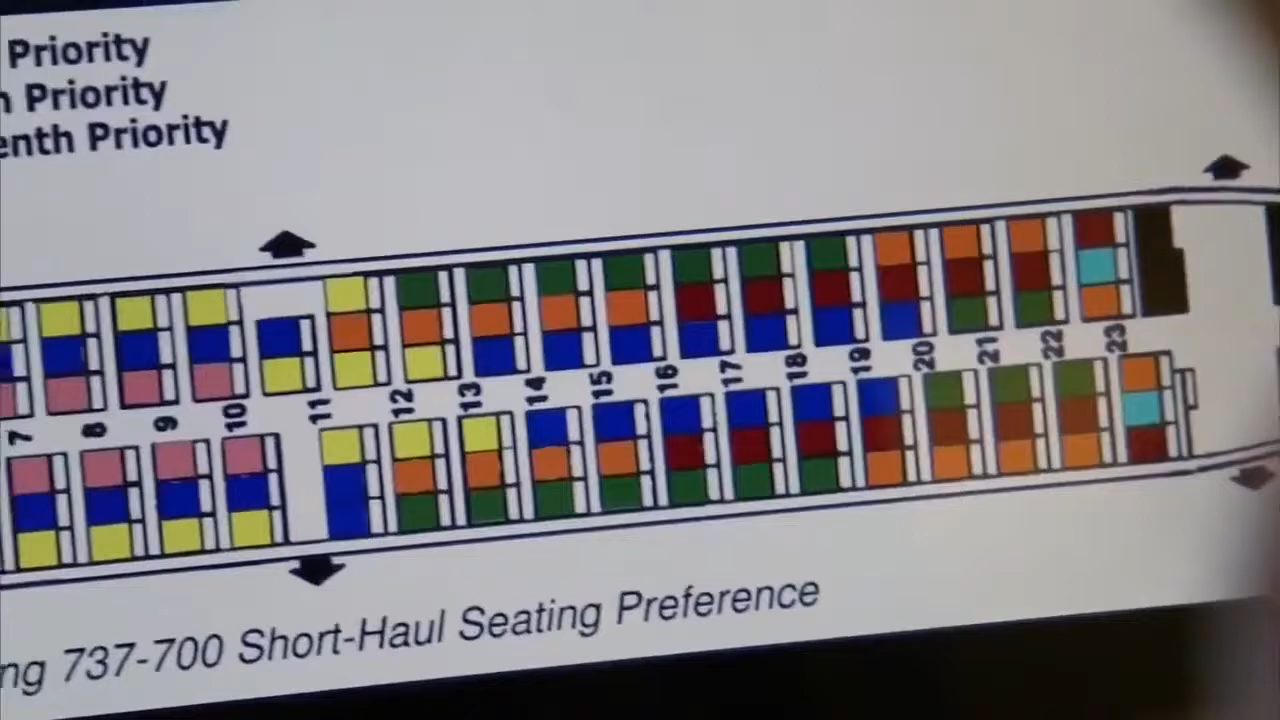 Priority
Priority
enth Priority
7 8 9 10 11 12 13 14 15 16 17 18 19 20 21 22 23
ng 737-700 Short-Haul Seating Preference